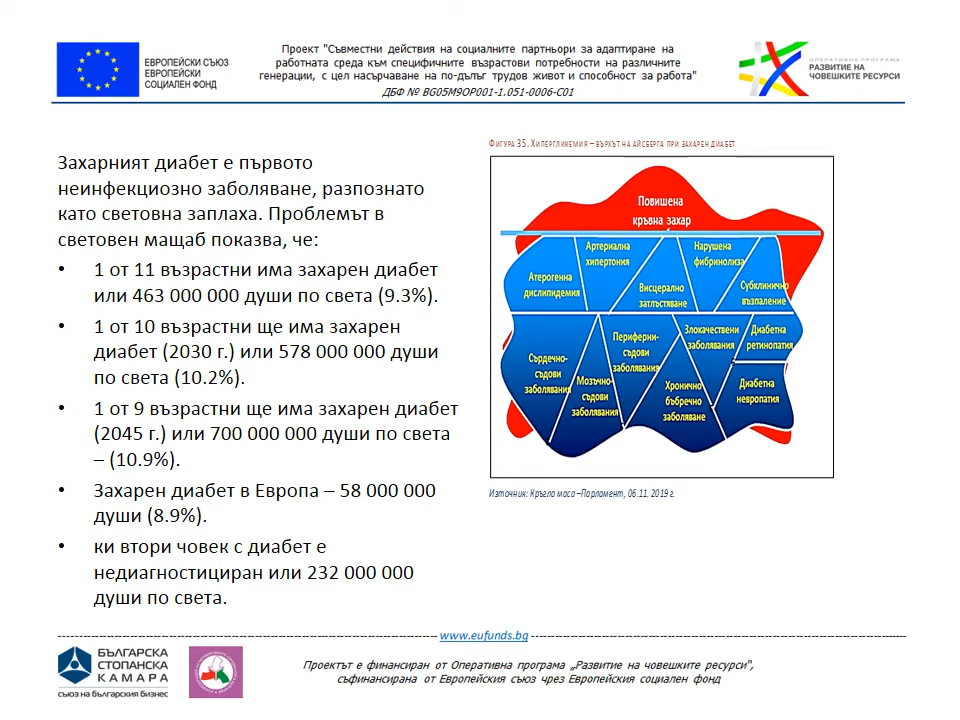 ЕВРОПЕЙСКИ СЪЮЗ
ЕВРОПЕЙСКИ
СОЦИАЛЕН ФОНД
Проект "Съвместни действия на социалните партньори за адаптиране на
работната среда към специфичните възрастови потребности на различните
генерации, с цел насърчаване на по-дълъг трудов живот и способност за работа"
ДБФ № BG05M9OP001-1.051-0006-C01
ОПЕРАТИВНА ПРОГРАМА
РАЗВИТИЕ НА
ЧОВЕШКИТЕ РЕСУРСИ
Захарният диабет е първото
неинфекциозно заболяване, разпознато
като световна заплаха. Проблемът в
световен мащаб показва, че:
• 1 от 11 възрастни има захарен диабет
или 463 000 000 души по света (9.3%).
• 1 от 10 възрастни ще има захарен
диабет (2030 г.) или 578 000 000 души
по света (10.2%).
• 1 от 9 възрастни ще има захарен диабет
(2045 г.) или 700 000 000 души по света
– (10.9%).
• Захарен диабет в Европа – 58 000 000
души (8.9%).
• ки втори човек с диабет е
недиагностициран или 232 000 000
души по света.
Фигура 35. Хипергликемия – върхът на айсберга при захарен диабет
Повишена
кръвна захар
Артериална
хипертония
Нарушена
фибринолиза
Атерогенна
дислипидемия
Висцерално
затлъстяване
Субклинично
възпаление
Сърдечно-
съдови
заболявания
Мозъчно-
съдови
заболявания
Периферни-
съдови
заболявания
Злокачествени
заболявания
Хронично
бъбречно
заболяване
Диабетна
ретинопатия
Диабетна
невропатия
Източник: Кръгла маса –Парламент, 06.11. 2019 г.
www.eufunds.bg
БЪЛГАРСКА
СТОПАНСКА
КАМАРА
съюз на българския бизнес
Проектът е финансиран от Оперативна програма „Развитие на човешките ресурси",
съфинансирана от Европейския съюз чрез Европейския социален фонд